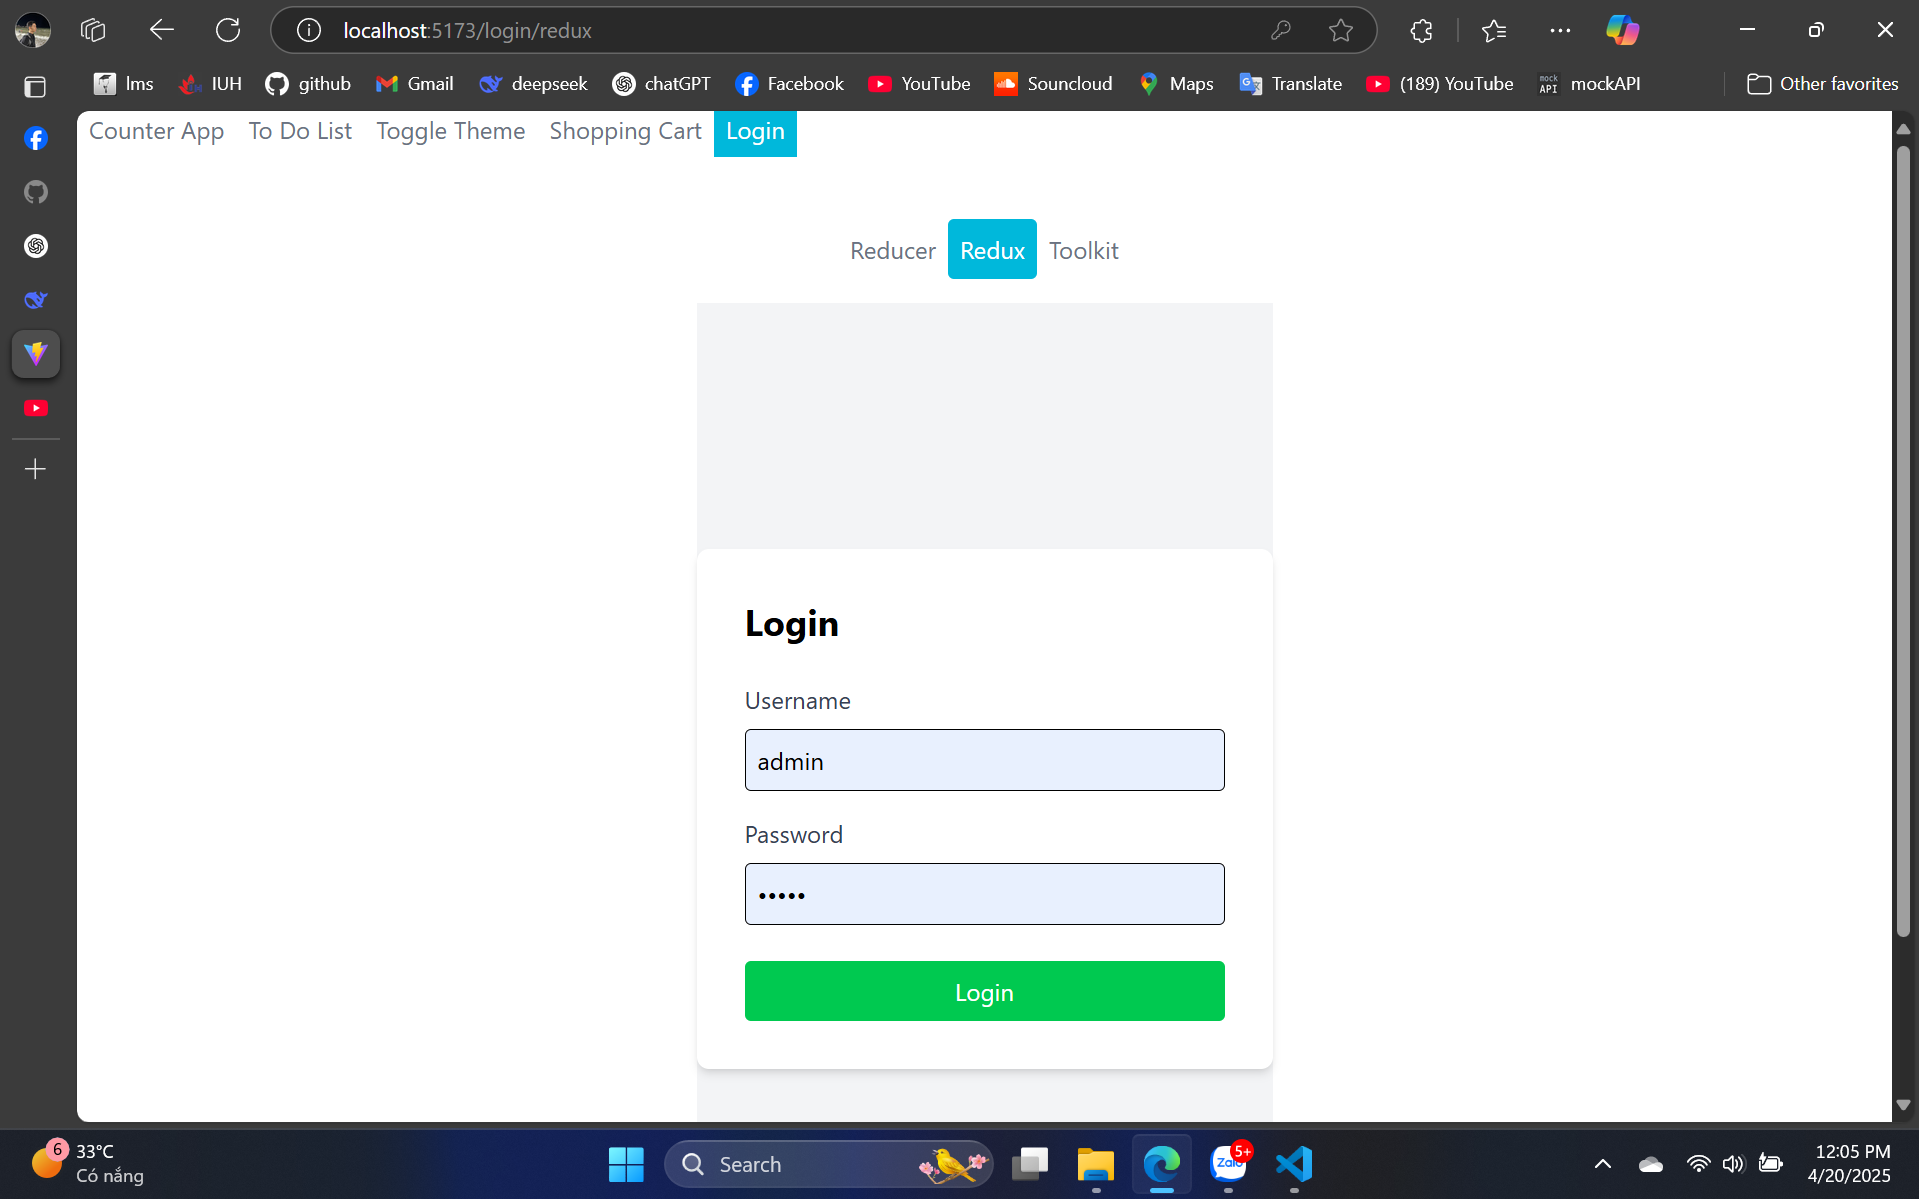 localhost:5173/login/redux
lms IUH github Gmail deepseek chatGPT Facebook YouTube Souncloud Maps Translate (189) YouTube mock API mockAPI Other favorites
Counter App To Do List Toggle Theme Shopping Cart Login
Reducer Redux Toolkit
Login
Username
admin
Password
•••••
Login
6 33°C
Có nắng
Search
Zalo 5+
12:05 PM
4/20/2025